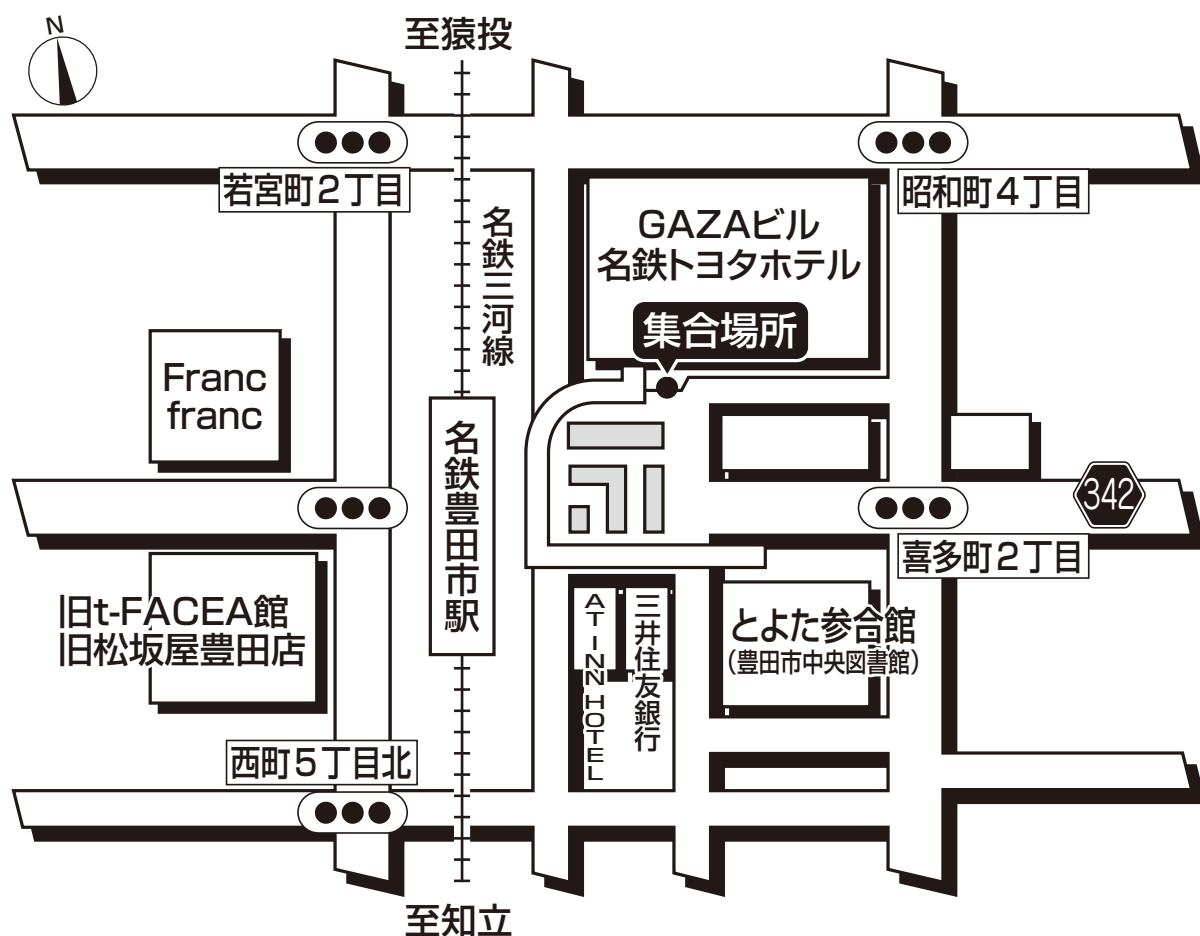 N
至猿投
若宮町2丁目
昭和町4丁目
名鉄三河線
GAZAビル
名鉄トヨタホテル
集合場所
Franc
franc
名鉄豊田市駅
342
喜多町2丁目
旧t-FACEA館
旧松坂屋豊田店
AT INN HOTEL
三井住友銀行
とよた参合館
(豊田市中央図書館)
西町5丁目北
至知立